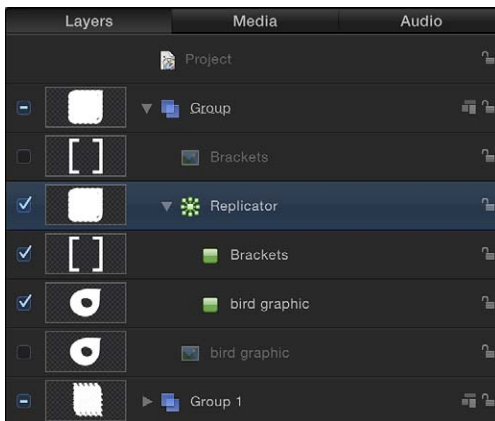 Layers Media Audio
Project
Group
Brackets
Replicator
Brackets
bird graphic
bird graphic
Group 1